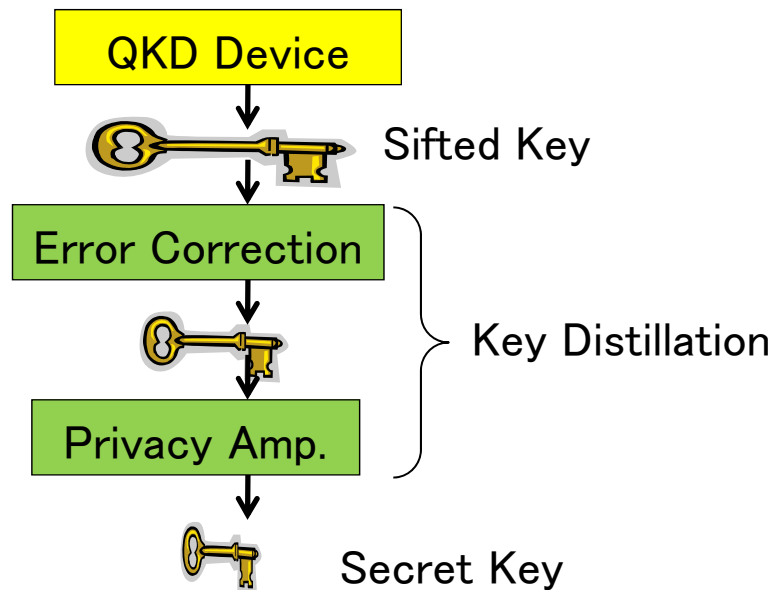 QKD Device
Sifted Key
Error Correction
Key Distillation
Privacy Amp.
Secret Key